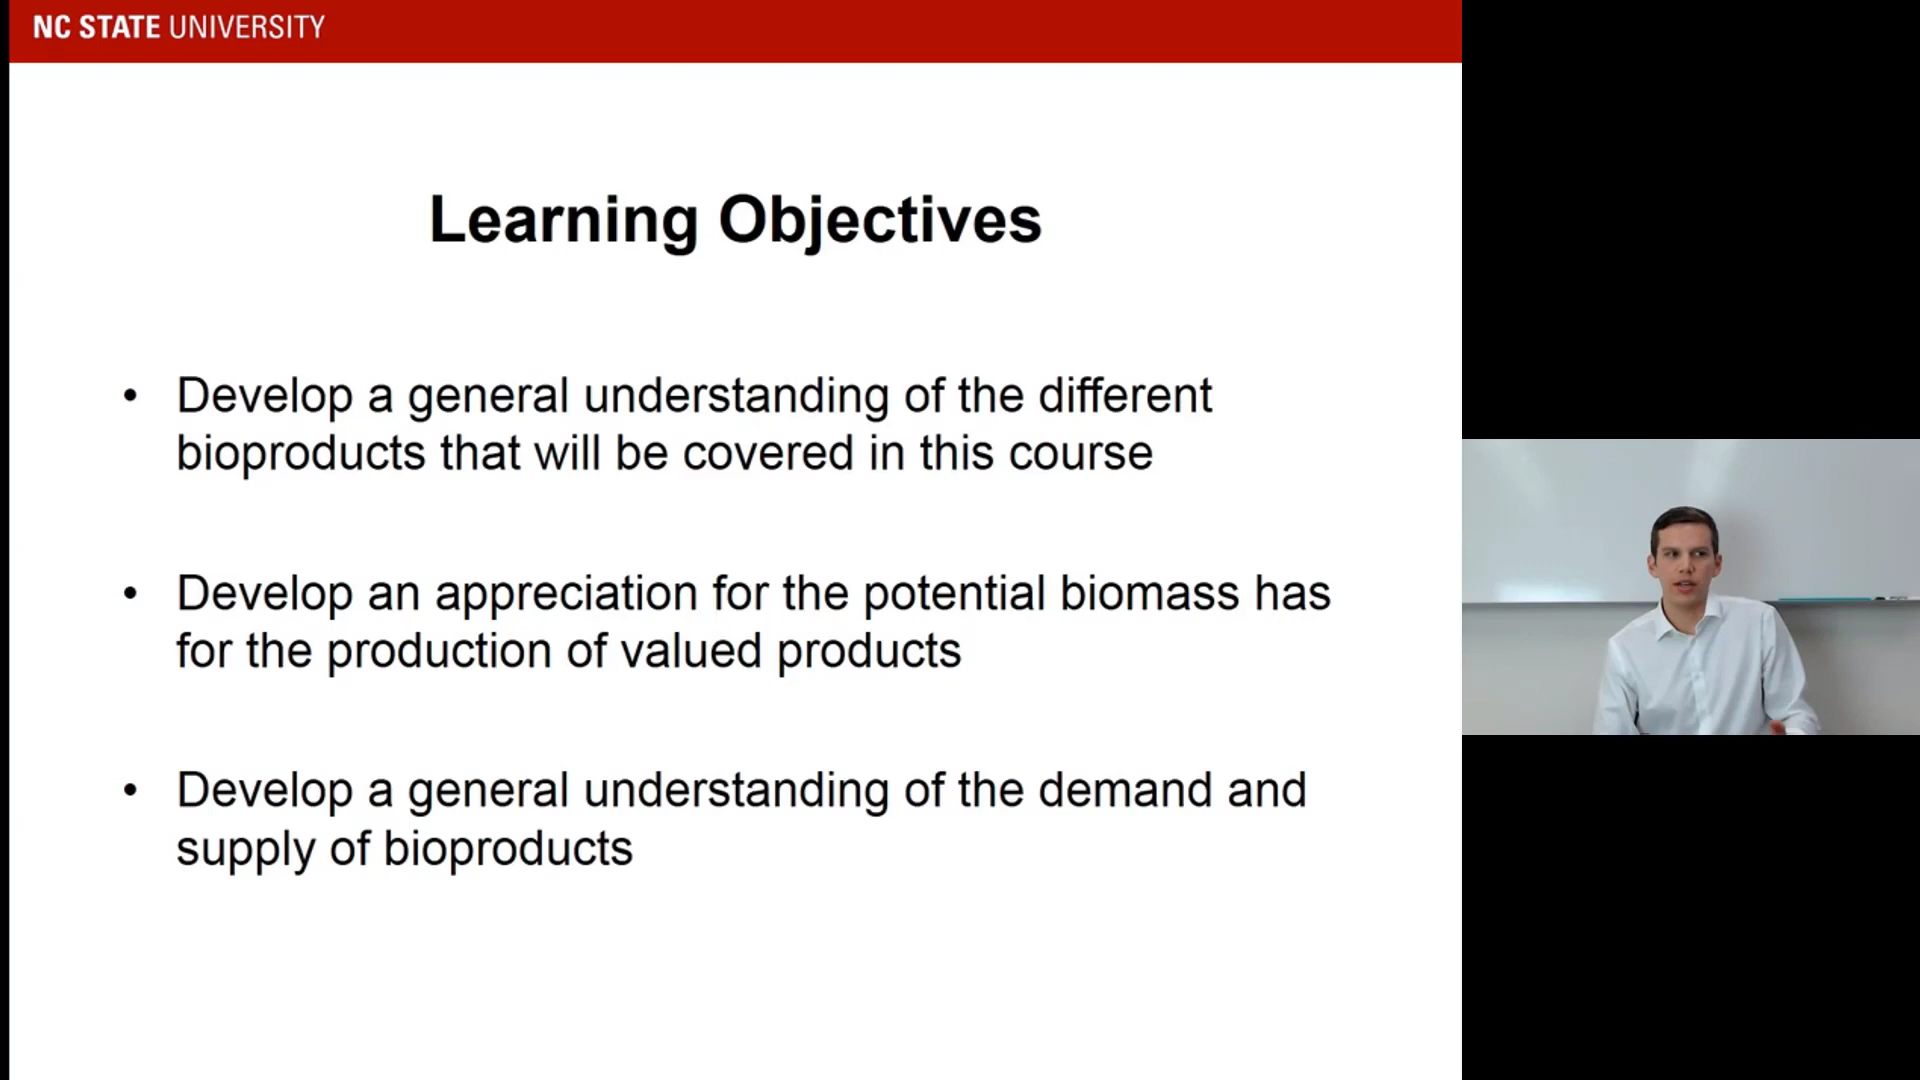 NC STATE UNIVERSITY
Learning Objectives
• Develop a general understanding of the different
bioproducts that will be covered in this course
• Develop an appreciation for the potential biomass has
for the production of valued products
• Develop a general understanding of the demand and
supply of bioproducts